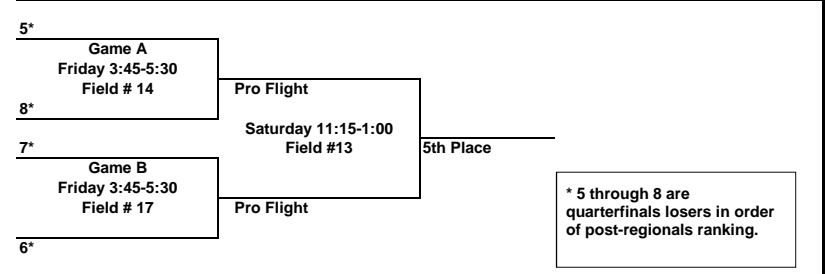 5*
Game A
Friday 3:45-5:30
Field # 14
Pro Flight
8*
Saturday 11:15-1:00
Field #13
5th Place
7*
Game B
Friday 3:45-5:30
Field # 17
Pro Flight
6*
* 5 through 8 are
quarterfinals losers in order
of post-regionals ranking.